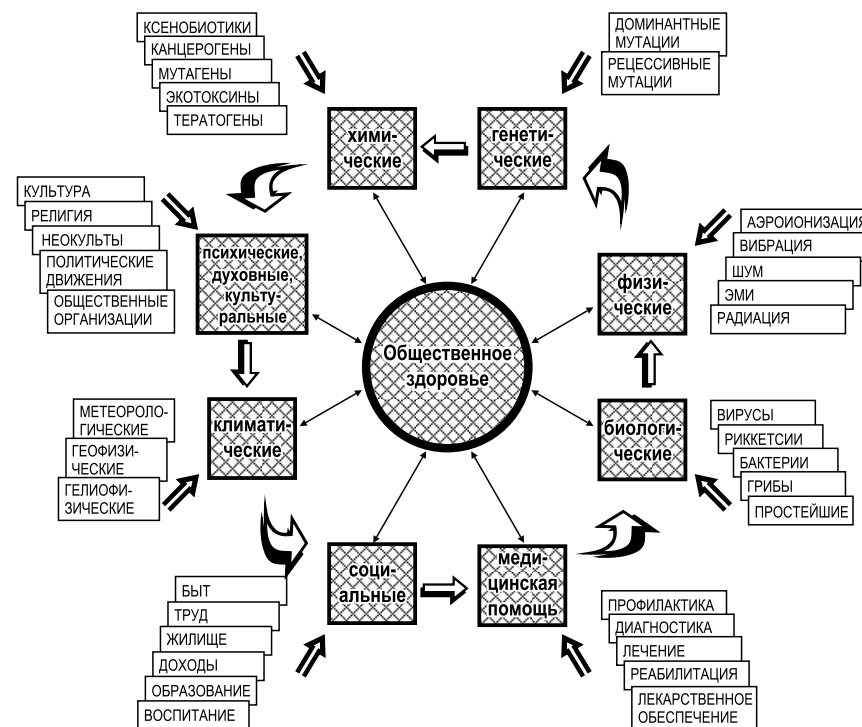 КСЕНОБИОТИКИ
КАНЦЕРОГЕНЫ
МУТАГЕНЫ
ЭКОТОКСИНЫ
ТЕРАТОГЕНЫ
ДОМИНАНТНЫЕ
МУТАЦИИ
РЕЦЕССИВНЫЕ
МУТАЦИИ
хими-
ческие
генети-
ческие
КУЛЬТУРА
РЕЛИГИЯ
НЕОКУЛЬТЫ
ПОЛИТИЧЕСКИЕ
ДВИЖЕНИЯ
ОБЩЕСТВЕННЫЕ
ОРГАНИЗАЦИИ
психические,
духовные,
культу-
ральные
физи-
ческие
АЭРОИОНИЗАЦИЯ
ВИБРАЦИЯ
ШУМ
ЭМИ
РАДИАЦИЯ
Общественное
здоровье
МЕТЕОРОЛО-
ГИЧЕСКИЕ
ГЕОФИЗИ-
ЧЕСКИЕ
ГЕЛИОФИ-
ЗИЧЕСКИЕ
климати-
ческие
биологи-
ческие
ВИРУСЫ
РИККЕТСИИ
БАКТЕРИИ
ГРИБЫ
ПРОСТЕЙШИЕ
соци-
альные
меди-
цинская
помощь
БЫТ
ТРУД
ЖИЛИЩЕ
ДОХОДЫ
ОБРАЗОВАНИЕ
ВОСПИТАНИЕ
ПРОФИЛАКТИКА
ДИАГНОСТИКА
ЛЕЧЕНИЕ
РЕАБИЛИТАЦИЯ
ЛЕКАРСТВЕННОЕ
ОБЕСПЕЧЕНИЕ